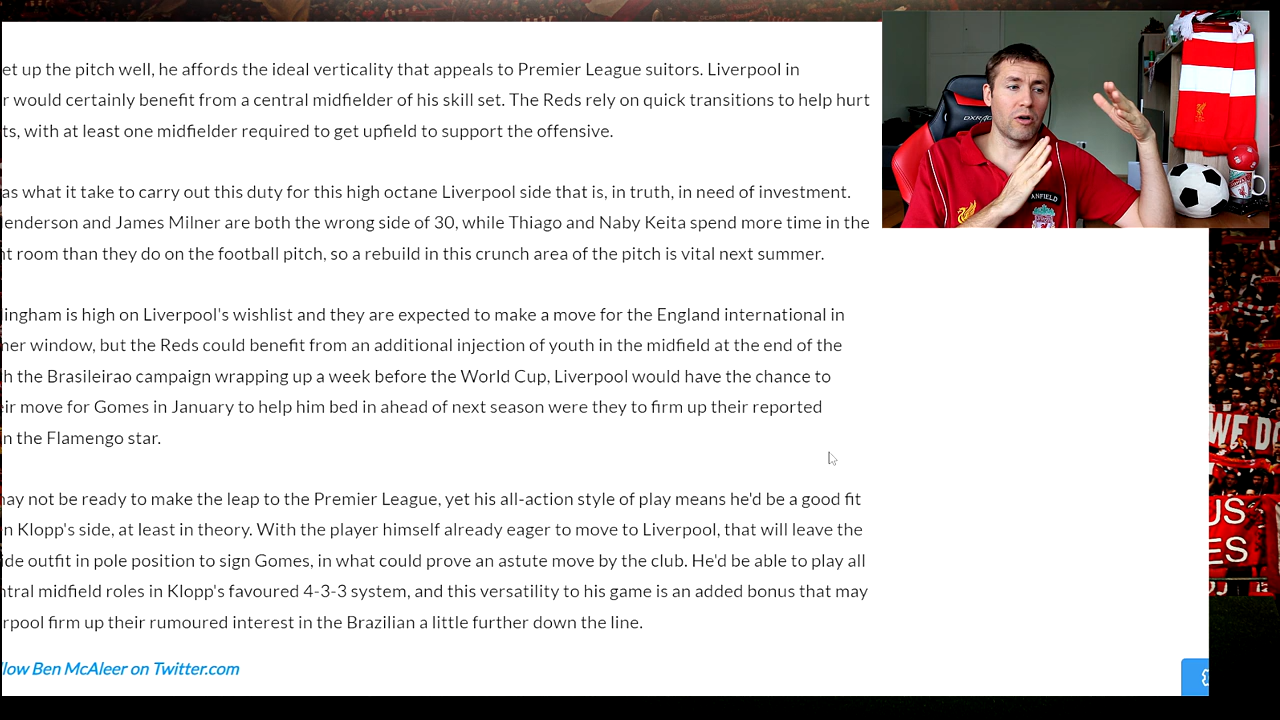 et up the pitch well, he affords the ideal verticality that appeals to Premier League suitors. Liverpool in
r would certainly benefit from a central midfielder of his skill set. The Reds rely on quick transitions to help hurt
ts, with at least one midfielder required to get upfield to support the offensive.
as what it take to carry out this duty for this high octane Liverpool side that is, in truth, in need of investment.
enderson and James Milner are both the wrong side of 30, while Thiago and Naby Keita spend more time in the
nt room than they do on the football pitch, so a rebuild in this crunch area of the pitch is vital next summer.
lingham is high on Liverpool's wishlist and they are expected to make a move for the England international in
ner window, but the Reds could benefit from an additional injection of youth in the midfield at the end of the
h the Brasileirao campaign wrapping up a week before the World Cup, Liverpool would have the chance to
eir move for Gomes in January to help him bed in ahead of next season were they to firm up their reported
n the Flamengo star.
may not be ready to make the leap to the Premier League, yet his all-action style of play means he'd be a good fit
n Klopp's side, at least in theory. With the player himself already eager to move to Liverpool, that will leave the
ide outfit in pole position to sign Gomes, in what could prove an astute move by the club. He'd be able to play all
ntral midfield roles in Klopp's favoured 4-3-3 system, and this versatility to his game is an added bonus that may
rpool firm up their rumoured interest in the Brazilian a little further down the line.
llow Ben McAleer on Twitter.com
DXRAC
ANFIELD
WE DO
US
ES